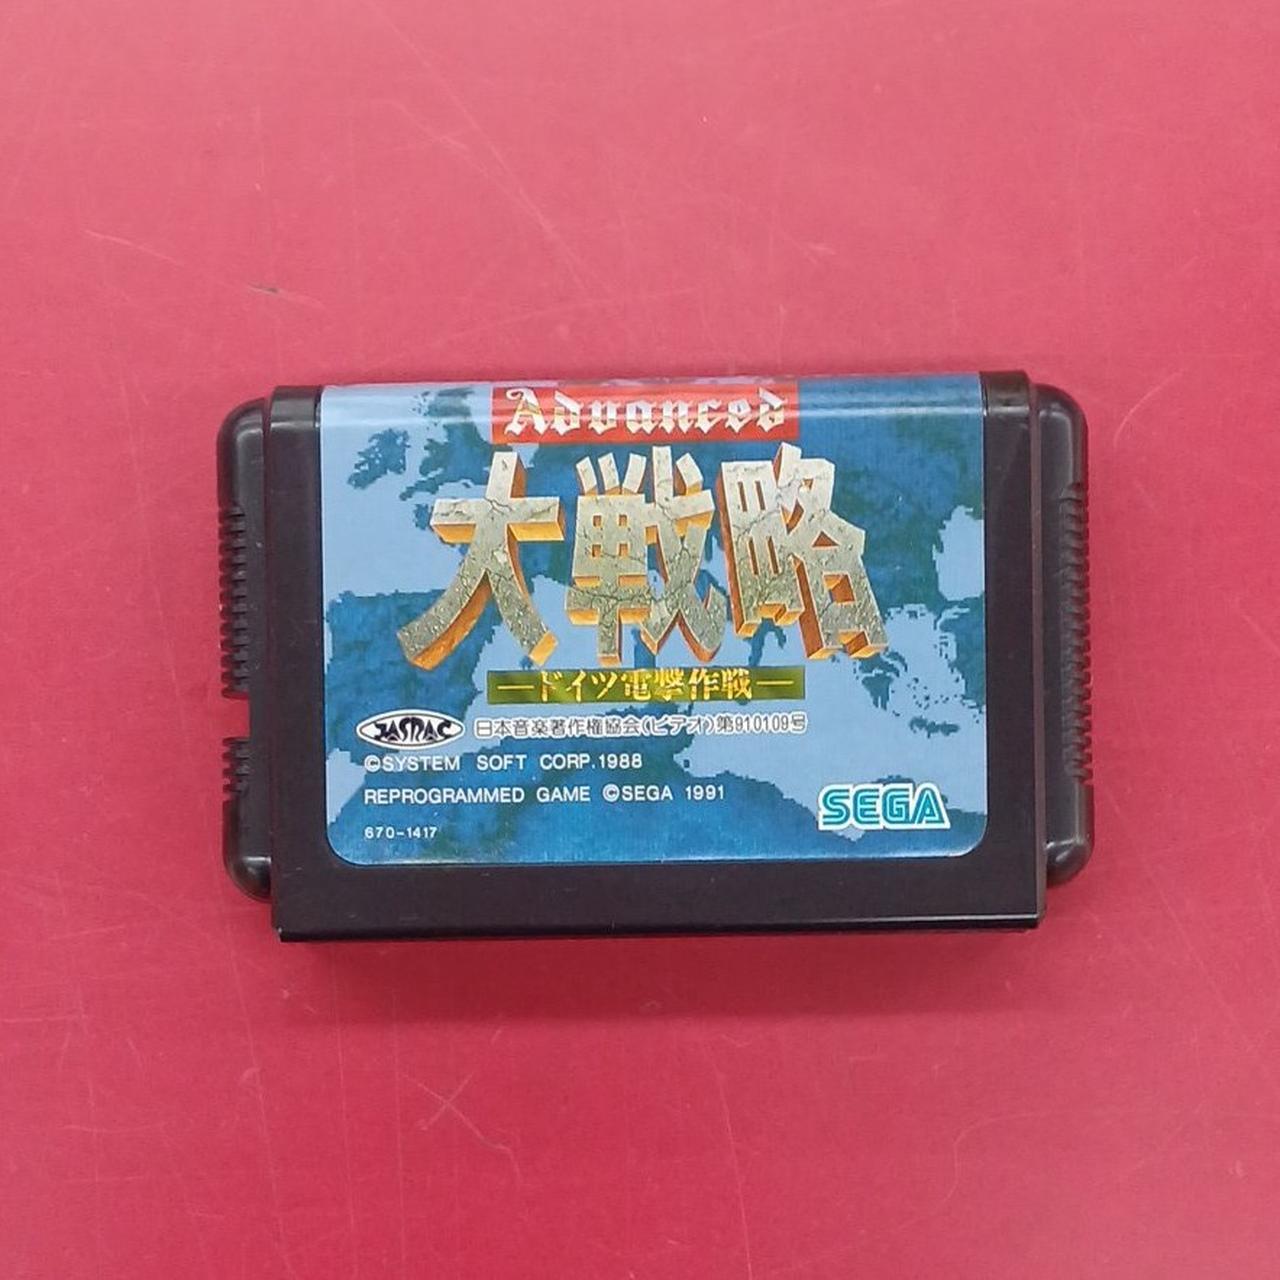 Advanced
大戦略
―ドイツ電撃作戦―
JASRAC 日本音楽著作権協会(ビデオ)第910109号
©SYSTEM SOFT CORP.1988
REPROGRAMMED GAME ©SEGA 1991
670-1417
SEGA